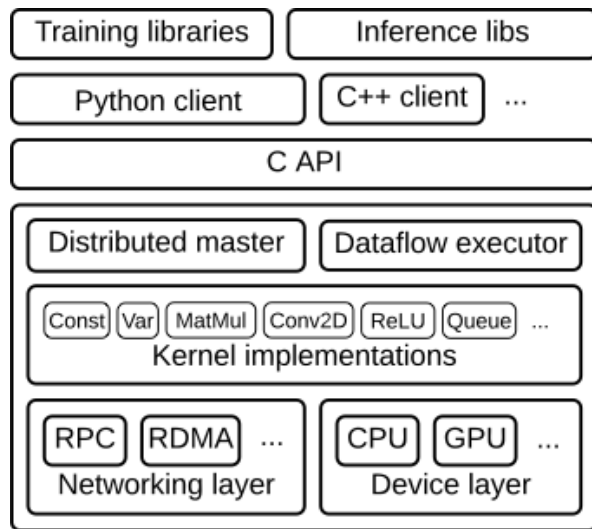 Training libraries Inference libs
Python client C++ client ...
C API
Distributed master Dataflow executor
Const Var MatMul Conv2D ReLU Queue ...
Kernel implementations
RPC RDMA ... CPU GPU ...
Networking layer Device layer